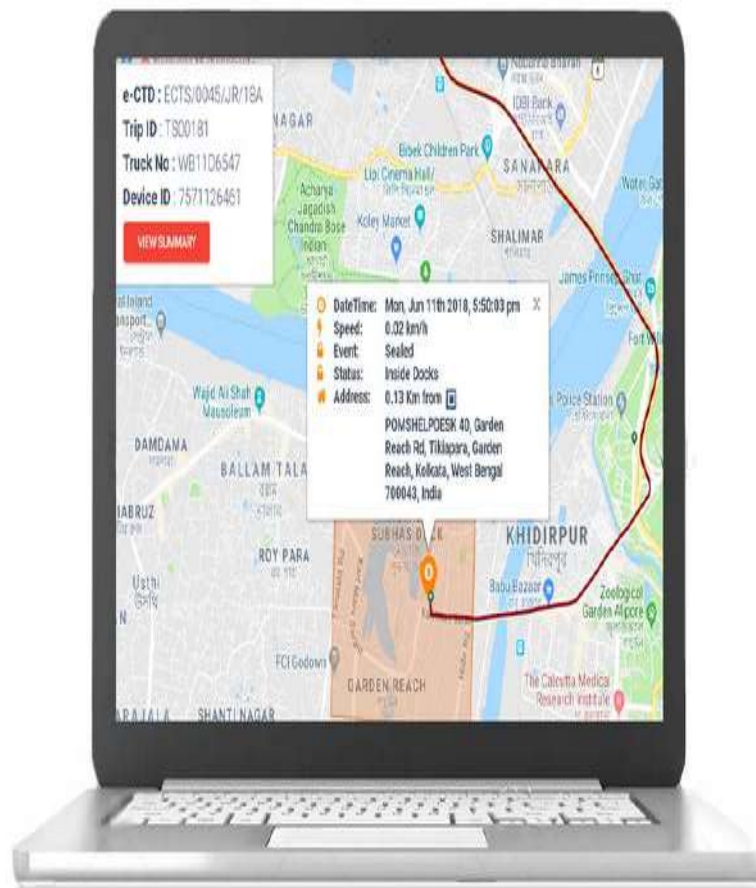 e-CTD : ECTS/0045/JR/18A
Trip ID : TS00181
Truck No : WB11D6547
Device ID : 7571126461
VIEW SUMMARY
NAGAR
IDBI Bank
Bibek Children Park
Lipi Cinema Hall/
Acharya
Jagadish
Chandra Bose
Indian
Koley Market
SHALIMAR
James Prinsep Ghat
DateTime: Mon, Jun 11th 2018, 5:50:03 pm X
Speed: 0.02 km/h
Event: Sealed
Status: Inside Docks
Address: 0.13 Km from
POMSHELPDESK 40, Garden
Reach Rd, Tikiapara, Garden
Reach, Kolkata, West Bengal
700043, India
Police Station
Wajid Ali Shah
Mausoleum
DAMDAMA
BALLAM TALA
ROY PARA
Usthi
SUBHAS DOCK
KHIDIRPUR
খিদিরপুর
Babu Bazaar
Zoological
Garden Alipore
FCI Godown
GARDEN REACH
The Calcutta Medical
Research Institute
SHANTI NAGAR